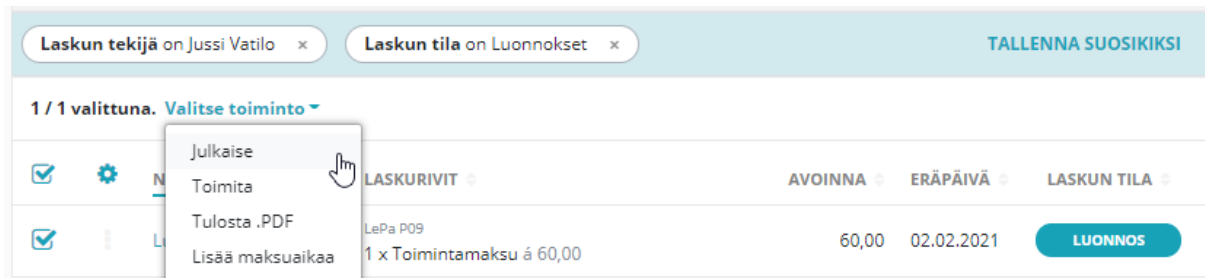 Laskun tekijä on Jussi Vatilo ×
Laskun tila on Luonnokset ×
TALLENNA SUOSIKIKSI
1 / 1 valittuna. Valitse toiminto
Julkaise
Toimita
Tulosta .PDF
Lisää maksuaikaa
N LASKURIVIT AVOINNA ERÄPÄIVÄ LASKUN TILA
LePa P09
1 x Toimintamaksu á 60,00 60,00 02.02.2021 LUONNOS